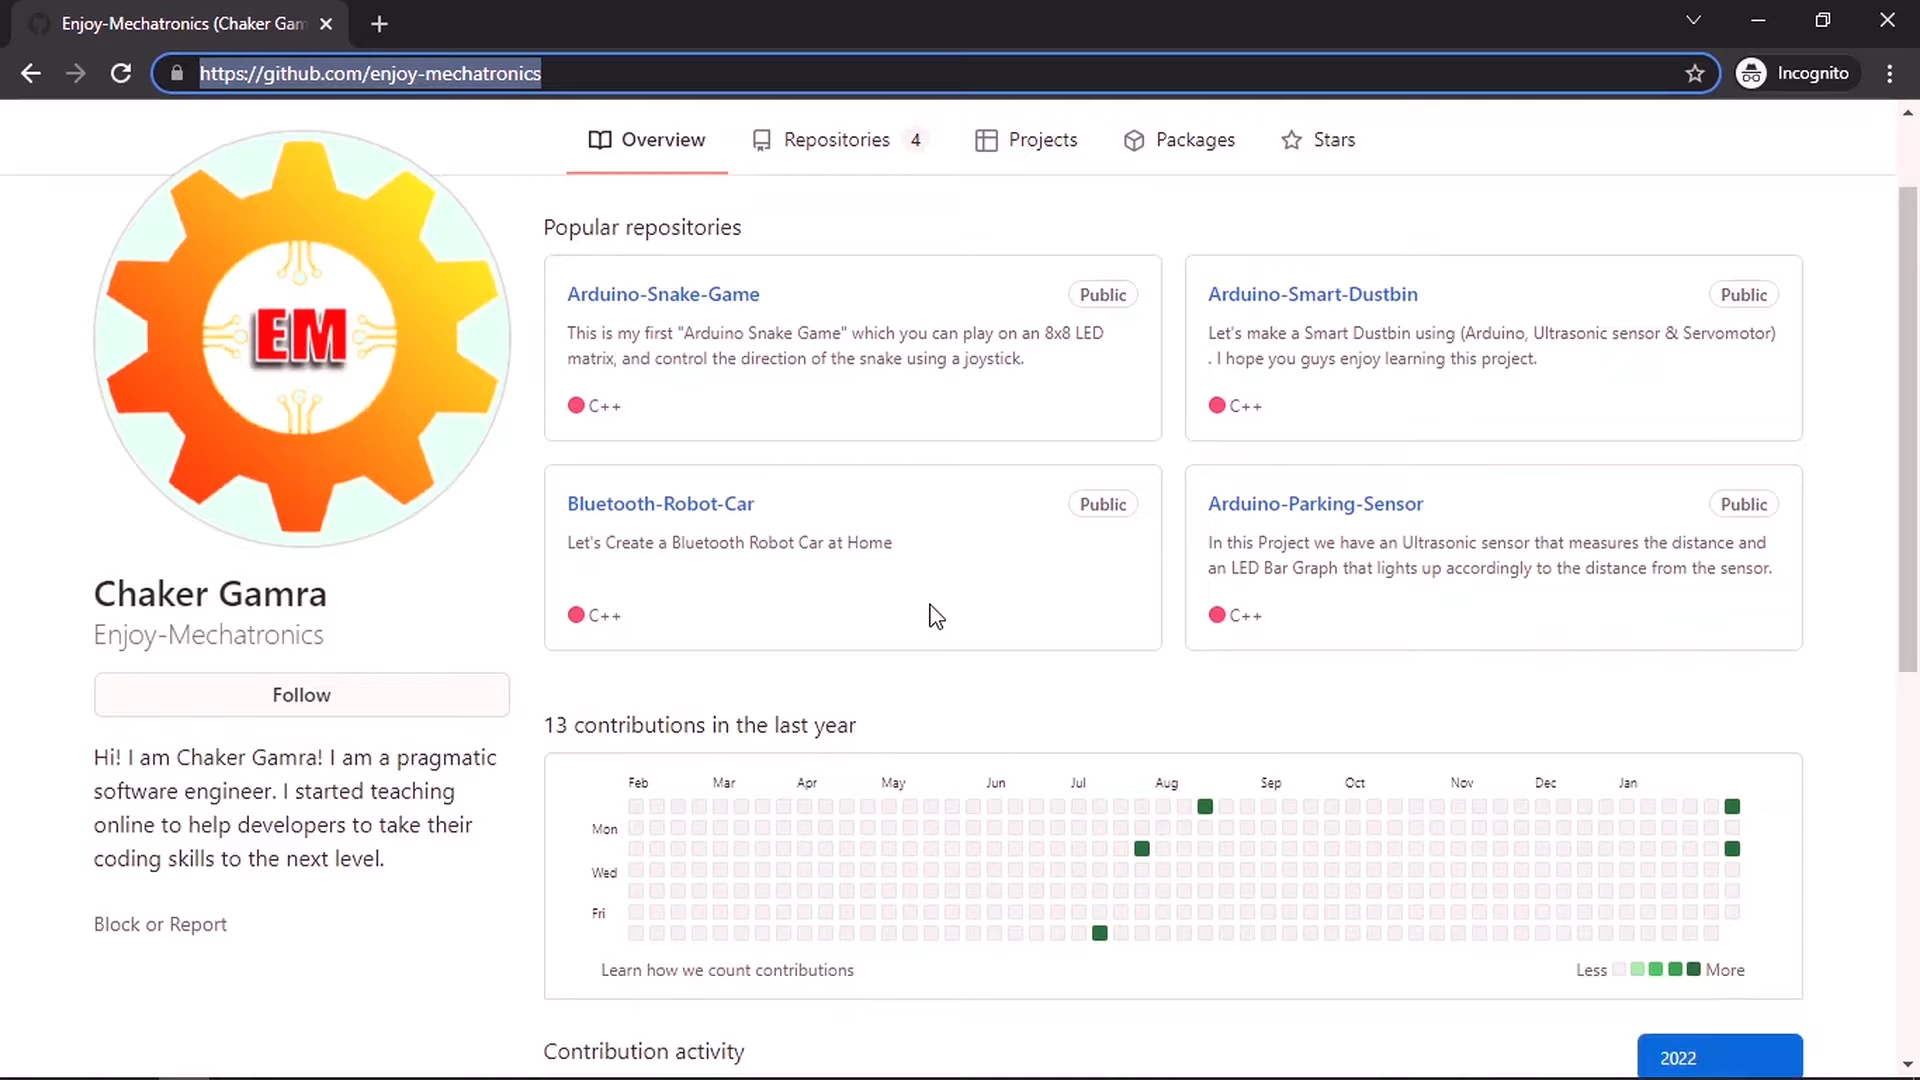 Enjoy-Mechatronics (Chaker Gam
https://github.com/enjoy-mechatronics
Incognito
Overview
Repositories 4
Projects
Packages
Stars
EM
Chaker Gamra
Enjoy-Mechatronics
Follow
Hi! I am Chaker Gamra! I am a pragmatic
software engineer. I started teaching
online to help developers to take their
coding skills to the next level.
Block or Report
Popular repositories
Arduino-Snake-Game
Public
This is my first "Arduino Snake Game" which you can play on an 8x8 LED
matrix, and control the direction of the snake using a joystick.
C++
Arduino-Smart-Dustbin
Public
Let's make a Smart Dustbin using (Arduino, Ultrasonic sensor & Servomotor)
. I hope you guys enjoy learning this project.
C++
Bluetooth-Robot-Car
Public
Let's Create a Bluetooth Robot Car at Home
C++
Arduino-Parking-Sensor
Public
In this Project we have an Ultrasonic sensor that measures the distance and
an LED Bar Graph that lights up accordingly to the distance from the sensor.
C++
13 contributions in the last year
Feb Mar Apr May Jun Jul Aug Sep Oct Nov Dec Jan
Mon
Wed
Fri
Learn how we count contributions
Less More
Contribution activity
2022